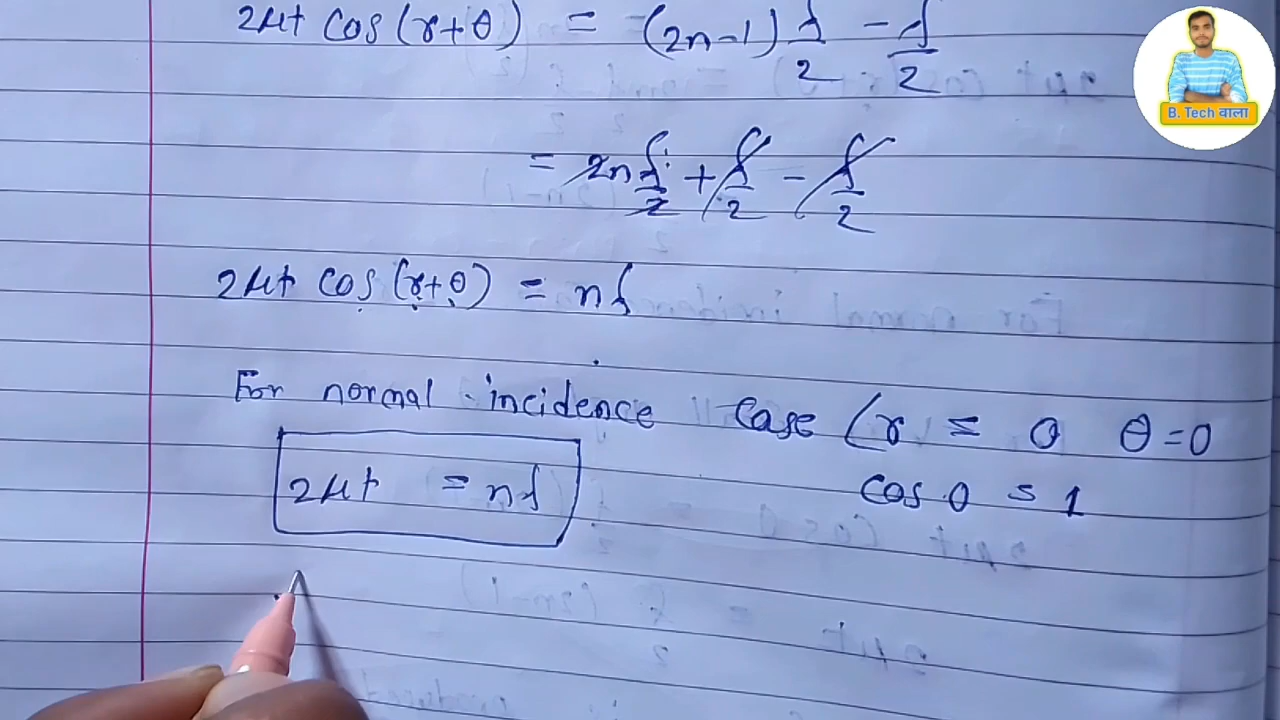 2μt cos(r+θ) = (2n-1) λ/2 - λ/2
= 2n λ/2 + λ/2 - λ/2
2μt cos(r+θ) = nλ
For normal incidence case (r = 0 θ=0
2μt = nλ
cos 0 = 1
B. Tech वाला